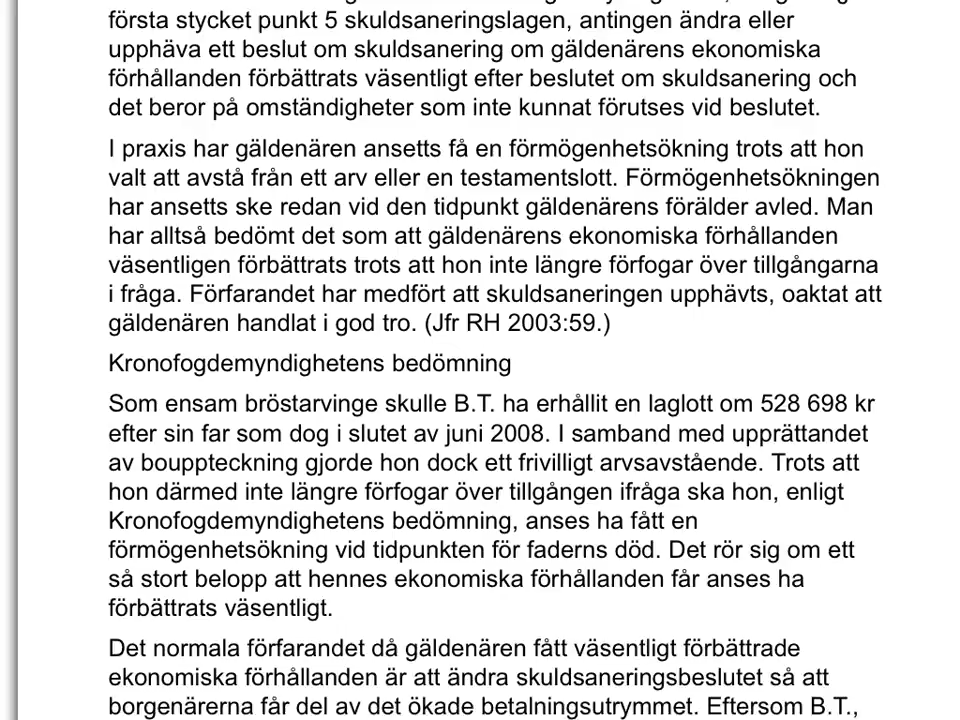 första stycket punkt 5 skuldsaneringslagen, antingen ändra eller
upphäva ett beslut om skuldsanering om gäldenärens ekonomiska
förhållanden förbättrats väsentligt efter beslutet om skuldsanering och
det beror på omständigheter som inte kunnat förutses vid beslutet.
I praxis har gäldenären ansetts få en förmögenhetsökning trots att hon
valt att avstå från ett arv eller en testamentslott. Förmögenhetsökningen
har ansetts ske redan vid den tidpunkt gäldenärens förälder avled. Man
har alltså bedömt det som att gäldenärens ekonomiska förhållanden
väsentligen förbättrats trots att hon inte längre förfogar över tillgångarna
i fråga. Förfarandet har medfört att skuldsaneringen upphävts, oaktat att
gäldenären handlat i god tro. (Jfr RH 2003:59.)
Kronofogdemyndighetens bedömning
Som ensam bröstarvinge skulle B.T. ha erhållit en laglott om 528 698 kr
efter sin far som dog i slutet av juni 2008. I samband med upprättandet
av bouppteckning gjorde hon dock ett frivilligt arvsavstående. Trots att
hon därmed inte längre förfogar över tillgången ifråga ska hon, enligt
Kronofogdemyndighetens bedömning, anses ha fått en
förmögenhetsökning vid tidpunkten för faderns död. Det rör sig om ett
så stort belopp att hennes ekonomiska förhållanden får anses ha
förbättrats väsentligt.
Det normala förfarandet då gäldenären fått väsentligt förbättrade
ekonomiska förhållanden är att ändra skuldsaneringsbeslutet så att
borgenärerna får del av det ökade betalningsutrymmet. Eftersom B.T.,